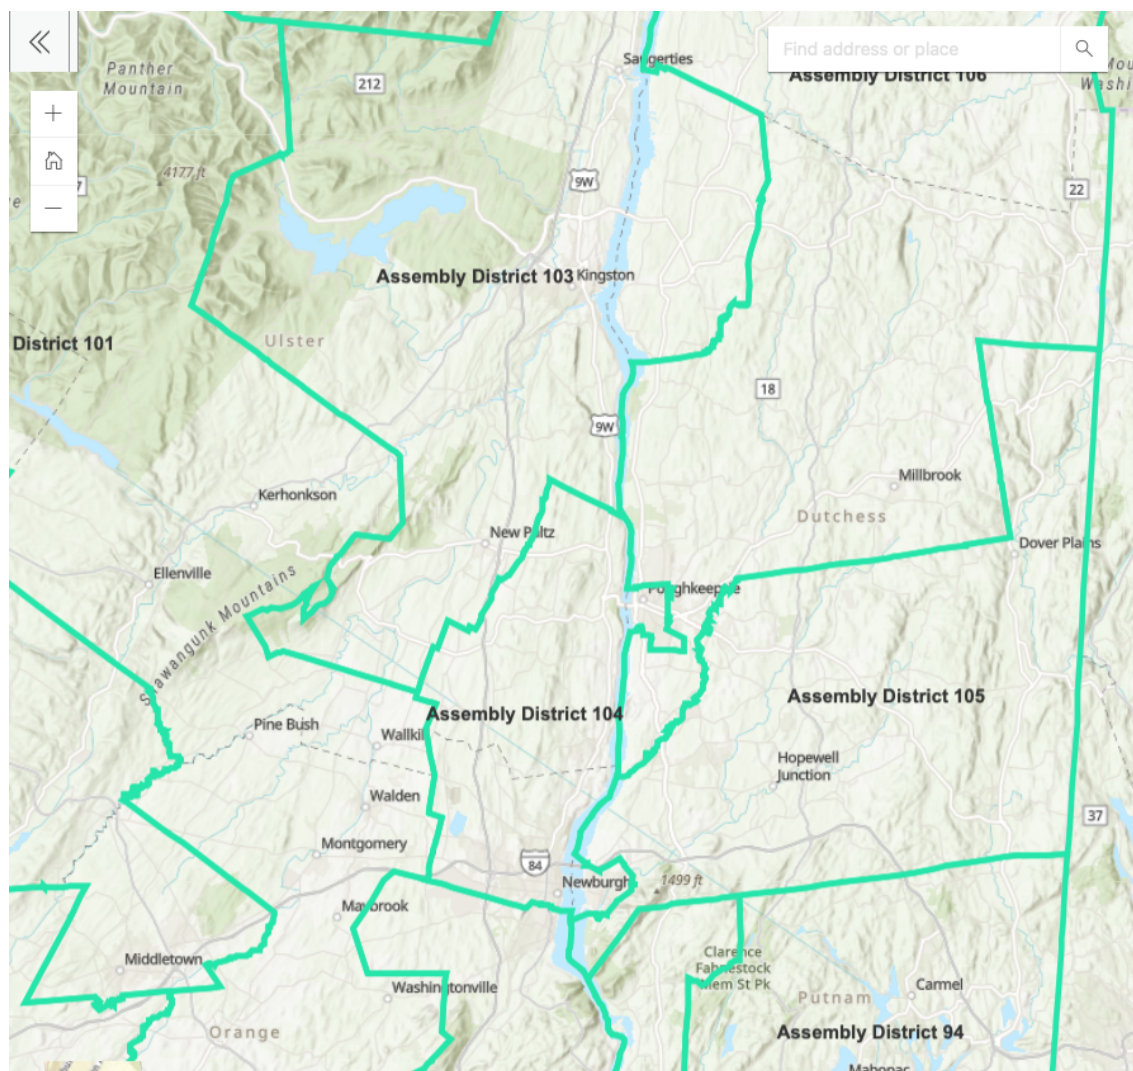 Find address or place
Saugerties
Assembly District 106
Panther
Mountain
212
4177 ft
9W
22
Assembly District 103
Kingston
District 101
Ulster
18
9W
Millbrook
Kerhonkson
Dutchess
New Paltz
Dover Plains
Ellenville
Poughkeepsie
Shawangunk Mountains
Assembly District 105
Assembly District 104
Pine Bush
Wallkill
Hopewell
Junction
Walden
37
Montgomery
84
Newburgh
1499 ft
Maybrook
Middletown
Clarence
Fahnestock
Mem St Pk
Washingtonville
Carmel
Putnam
Orange
Assembly District 94
Mahopac